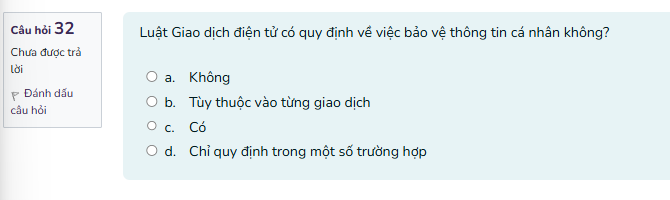 Câu hỏi 32
Chưa được trả
lời
Đánh dấu
câu hỏi
Luật Giao dịch điện tử có quy định về việc bảo vệ thông tin cá nhân không?
a. Không
b. Tùy thuộc vào từng giao dịch
c. Có
d. Chỉ quy định trong một số trường hợp